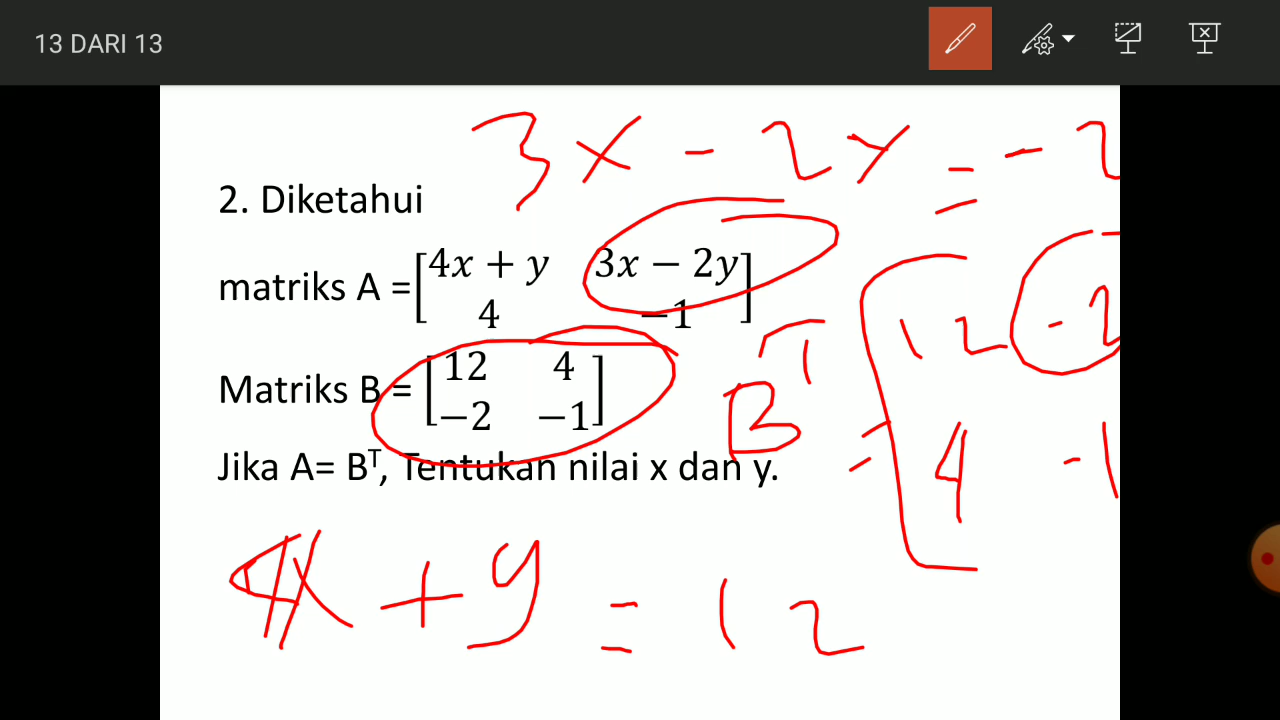 13 DARI 13
3x - 2y = -2
2. Diketahui
matriks A = [4x + y 3x − 2y
4 −1]
Matriks B = [12 4
−2 −1]
B^T = [12 -2
4 -1
Jika A= B^T, Tentukan nilai x dan y.
4x + y = 12